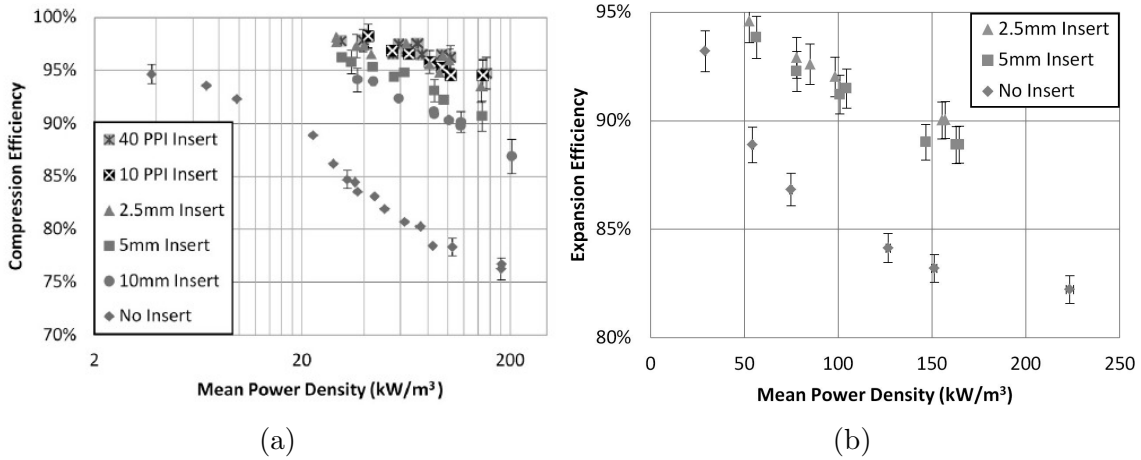 100%
95%
90%
85%
80%
75%
70%
Compression Efficiency
40 PPI Insert
10 PPI Insert
2.5mm Insert
5mm Insert
10mm Insert
No Insert
2
20
200
Mean Power Density (kW/m³)
(a)
95%
90%
85%
80%
Expansion Efficiency
2.5mm Insert
5mm Insert
No Insert
0
50
100
150
200
250
Mean Power Density (kW/m³)
(b)